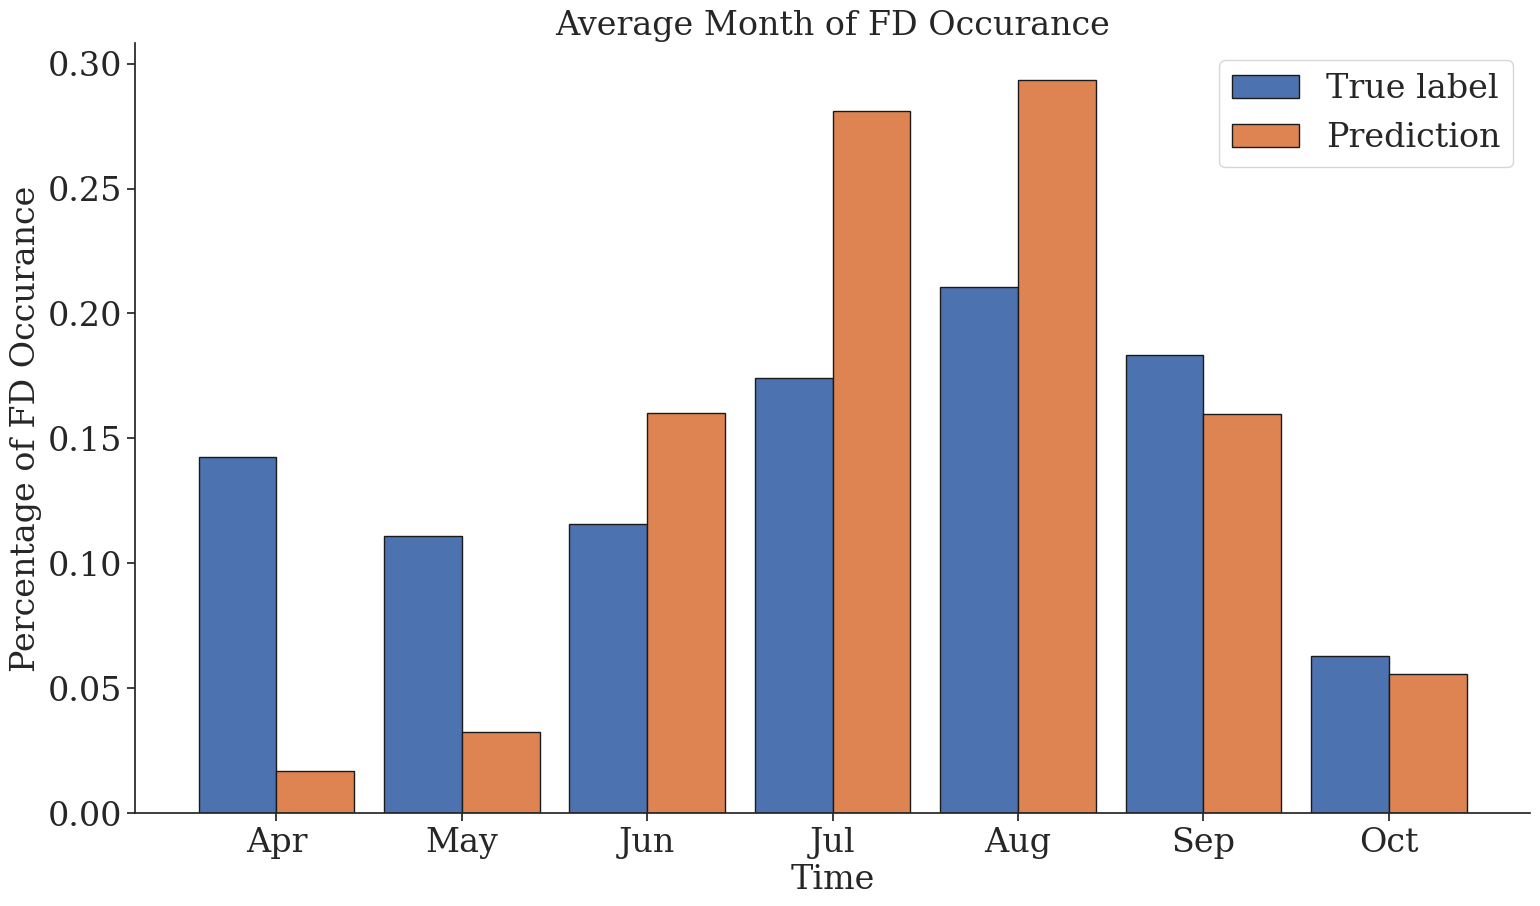 Average Month of FD Occurance
True label
Prediction
Percentage of FD Occurance
0.30
0.25
0.20
0.15
0.10
0.05
0.00
Apr May Jun Jul Aug Sep Oct
Time